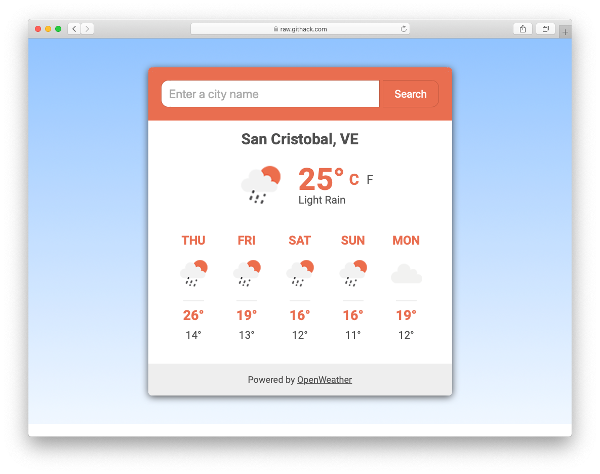 raw.githack.com
Enter a city name
Search
San Cristobal, VE
25° C F
Light Rain
THU FRI SAT SUN MON
26° 19° 16° 16° 19°
14° 13° 12° 11° 12°
Powered by OpenWeather